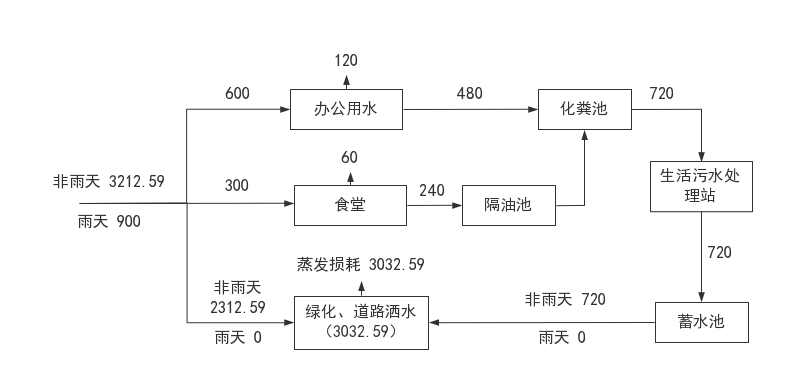 120
600
办公用水
480
化粪池
720
非雨天 3212.59
雨天 900
60
300
食堂
240
隔油池
生活污水处
理站
720
蒸发损耗 3032.59
非雨天
2312.59
雨天 0
绿化、道路洒水
（3032.59）
非雨天 720
雨天 0
蓄水池